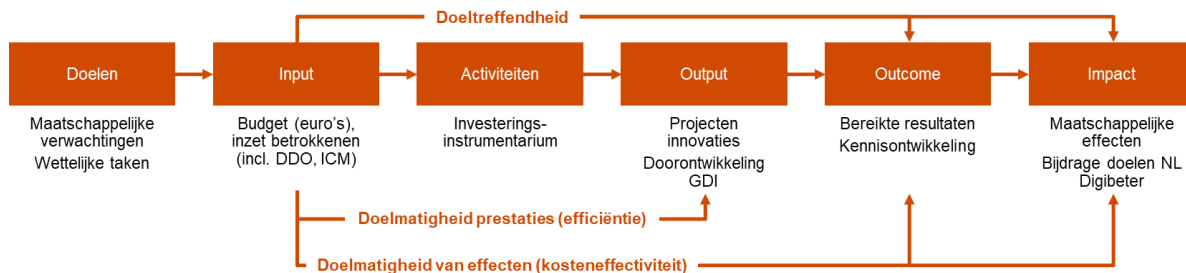 Doeltreffendheid
Doelen
Input
Activiteiten
Output
Outcome
Impact
Maatschappelijke
verwachtingen
Wettelijke taken
Budget (euro's),
inzet betrokkenen
(incl. DDO, ICM)
Investerings-
instrumentarium
Projecten
innovaties
Doorontwikkeling
GDI
Bereikte resultaten
Kennisontwikkeling
Maatschappelijke
effecten
Bijdrage doelen NL
Digibeter
Doelmatigheid prestaties (efficiëntie)
Doelmatigheid van effecten (kosteneffectiviteit)